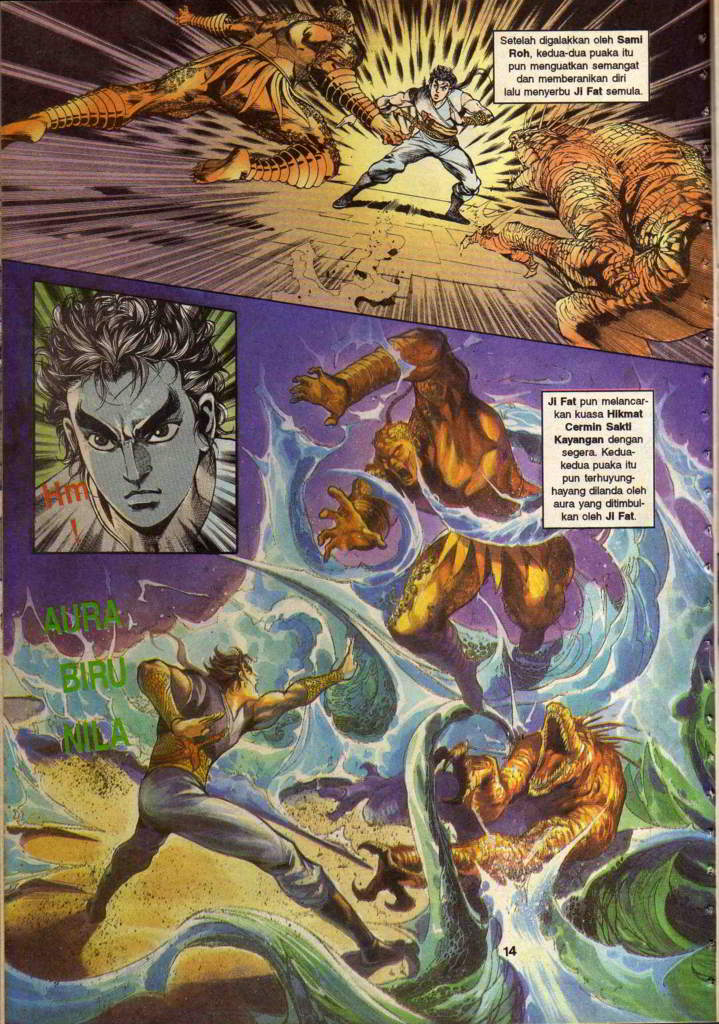 Setelah digalakkan oleh Sami
Roh, kedua-dua puaka itu
pun menguatkan semangat
dan memberanikan diri
lalu menyerbu Ji Fat semula.
Hm
!
Ji Fat pun melancar-
kan kuasa Hikmat
Cermin Sakti
Kayangan dengan
segera. Kedua-
kedua puaka itu
pun terhuyung-
hayang dilanda oleh
aura yang ditimbul-
kan oleh Ji Fat.
AURA
BIRU
NILA
14